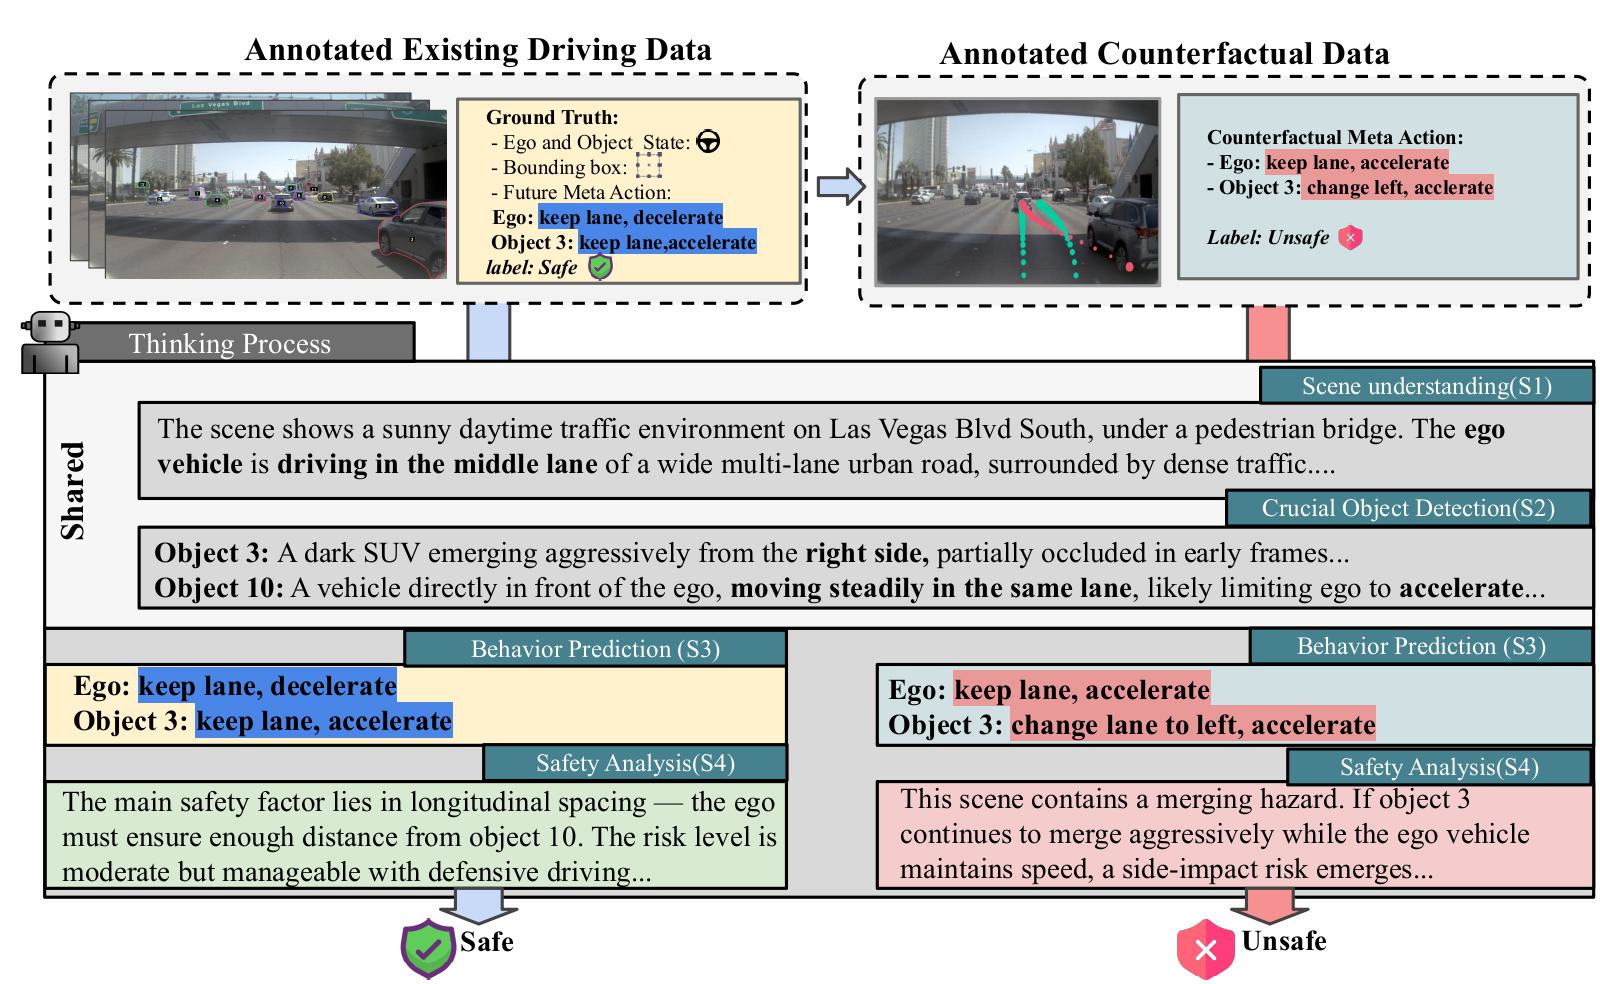 Annotated Existing Driving Data
Annotated Counterfactual Data
Las Vegas Blvd
Ground Truth:
- Ego and Object State:
- Bounding box:
- Future Meta Action:
Ego: keep lane, decelerate
Object 3: keep lane,accelerate
label: Safe
Counterfactual Meta Action:
- Ego: keep lane, accelerate
- Object 3: change left, acclerate
Label: Unsafe
Thinking Process
Shared
Scene understanding(S1)
The scene shows a sunny daytime traffic environment on Las Vegas Blvd South, under a pedestrian bridge. The ego
vehicle is driving in the middle lane of a wide multi-lane urban road, surrounded by dense traffic....
Crucial Object Detection(S2)
Object 3: A dark SUV emerging aggressively from the right side, partially occluded in early frames...
Object 10: A vehicle directly in front of the ego, moving steadily in the same lane, likely limiting ego to accelerate...
Behavior Prediction (S3)
Ego: keep lane, decelerate
Object 3: keep lane, accelerate
Safety Analysis(S4)
The main safety factor lies in longitudinal spacing — the ego
must ensure enough distance from object 10. The risk level is
moderate but manageable with defensive driving...
Safe
Behavior Prediction (S3)
Ego: keep lane, accelerate
Object 3: change lane to left, accelerate
Safety Analysis(S4)
This scene contains a merging hazard. If object 3
continues to merge aggressively while the ego vehicle
maintains speed, a side-impact risk emerges...
Unsafe